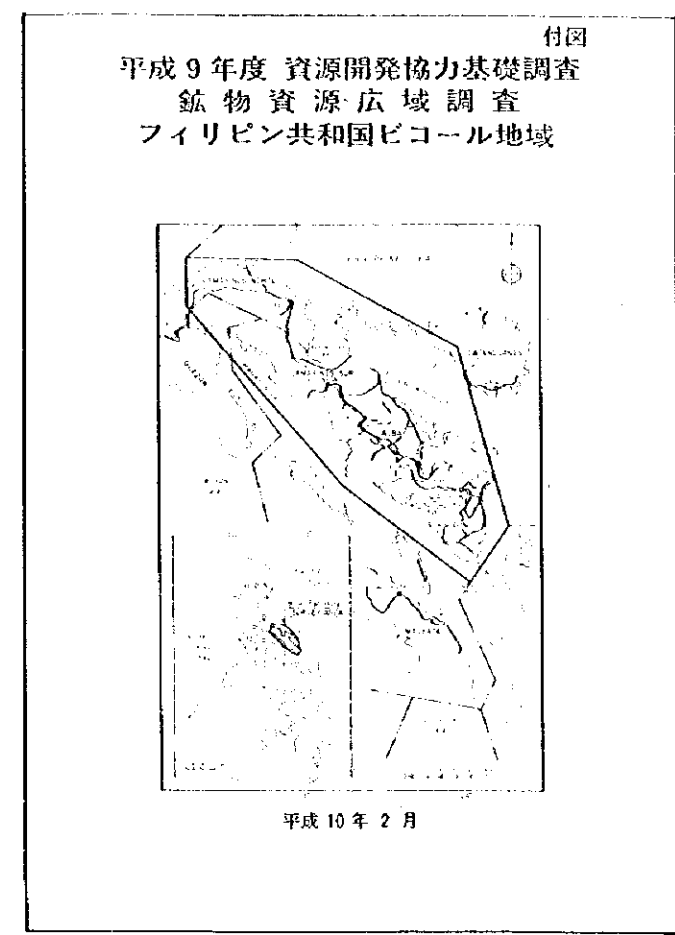 付図
平成9年度 資源開発協力基礎調査
鉱物資源広域調査
フィリピン共和国ビコール地域
平成10年2月